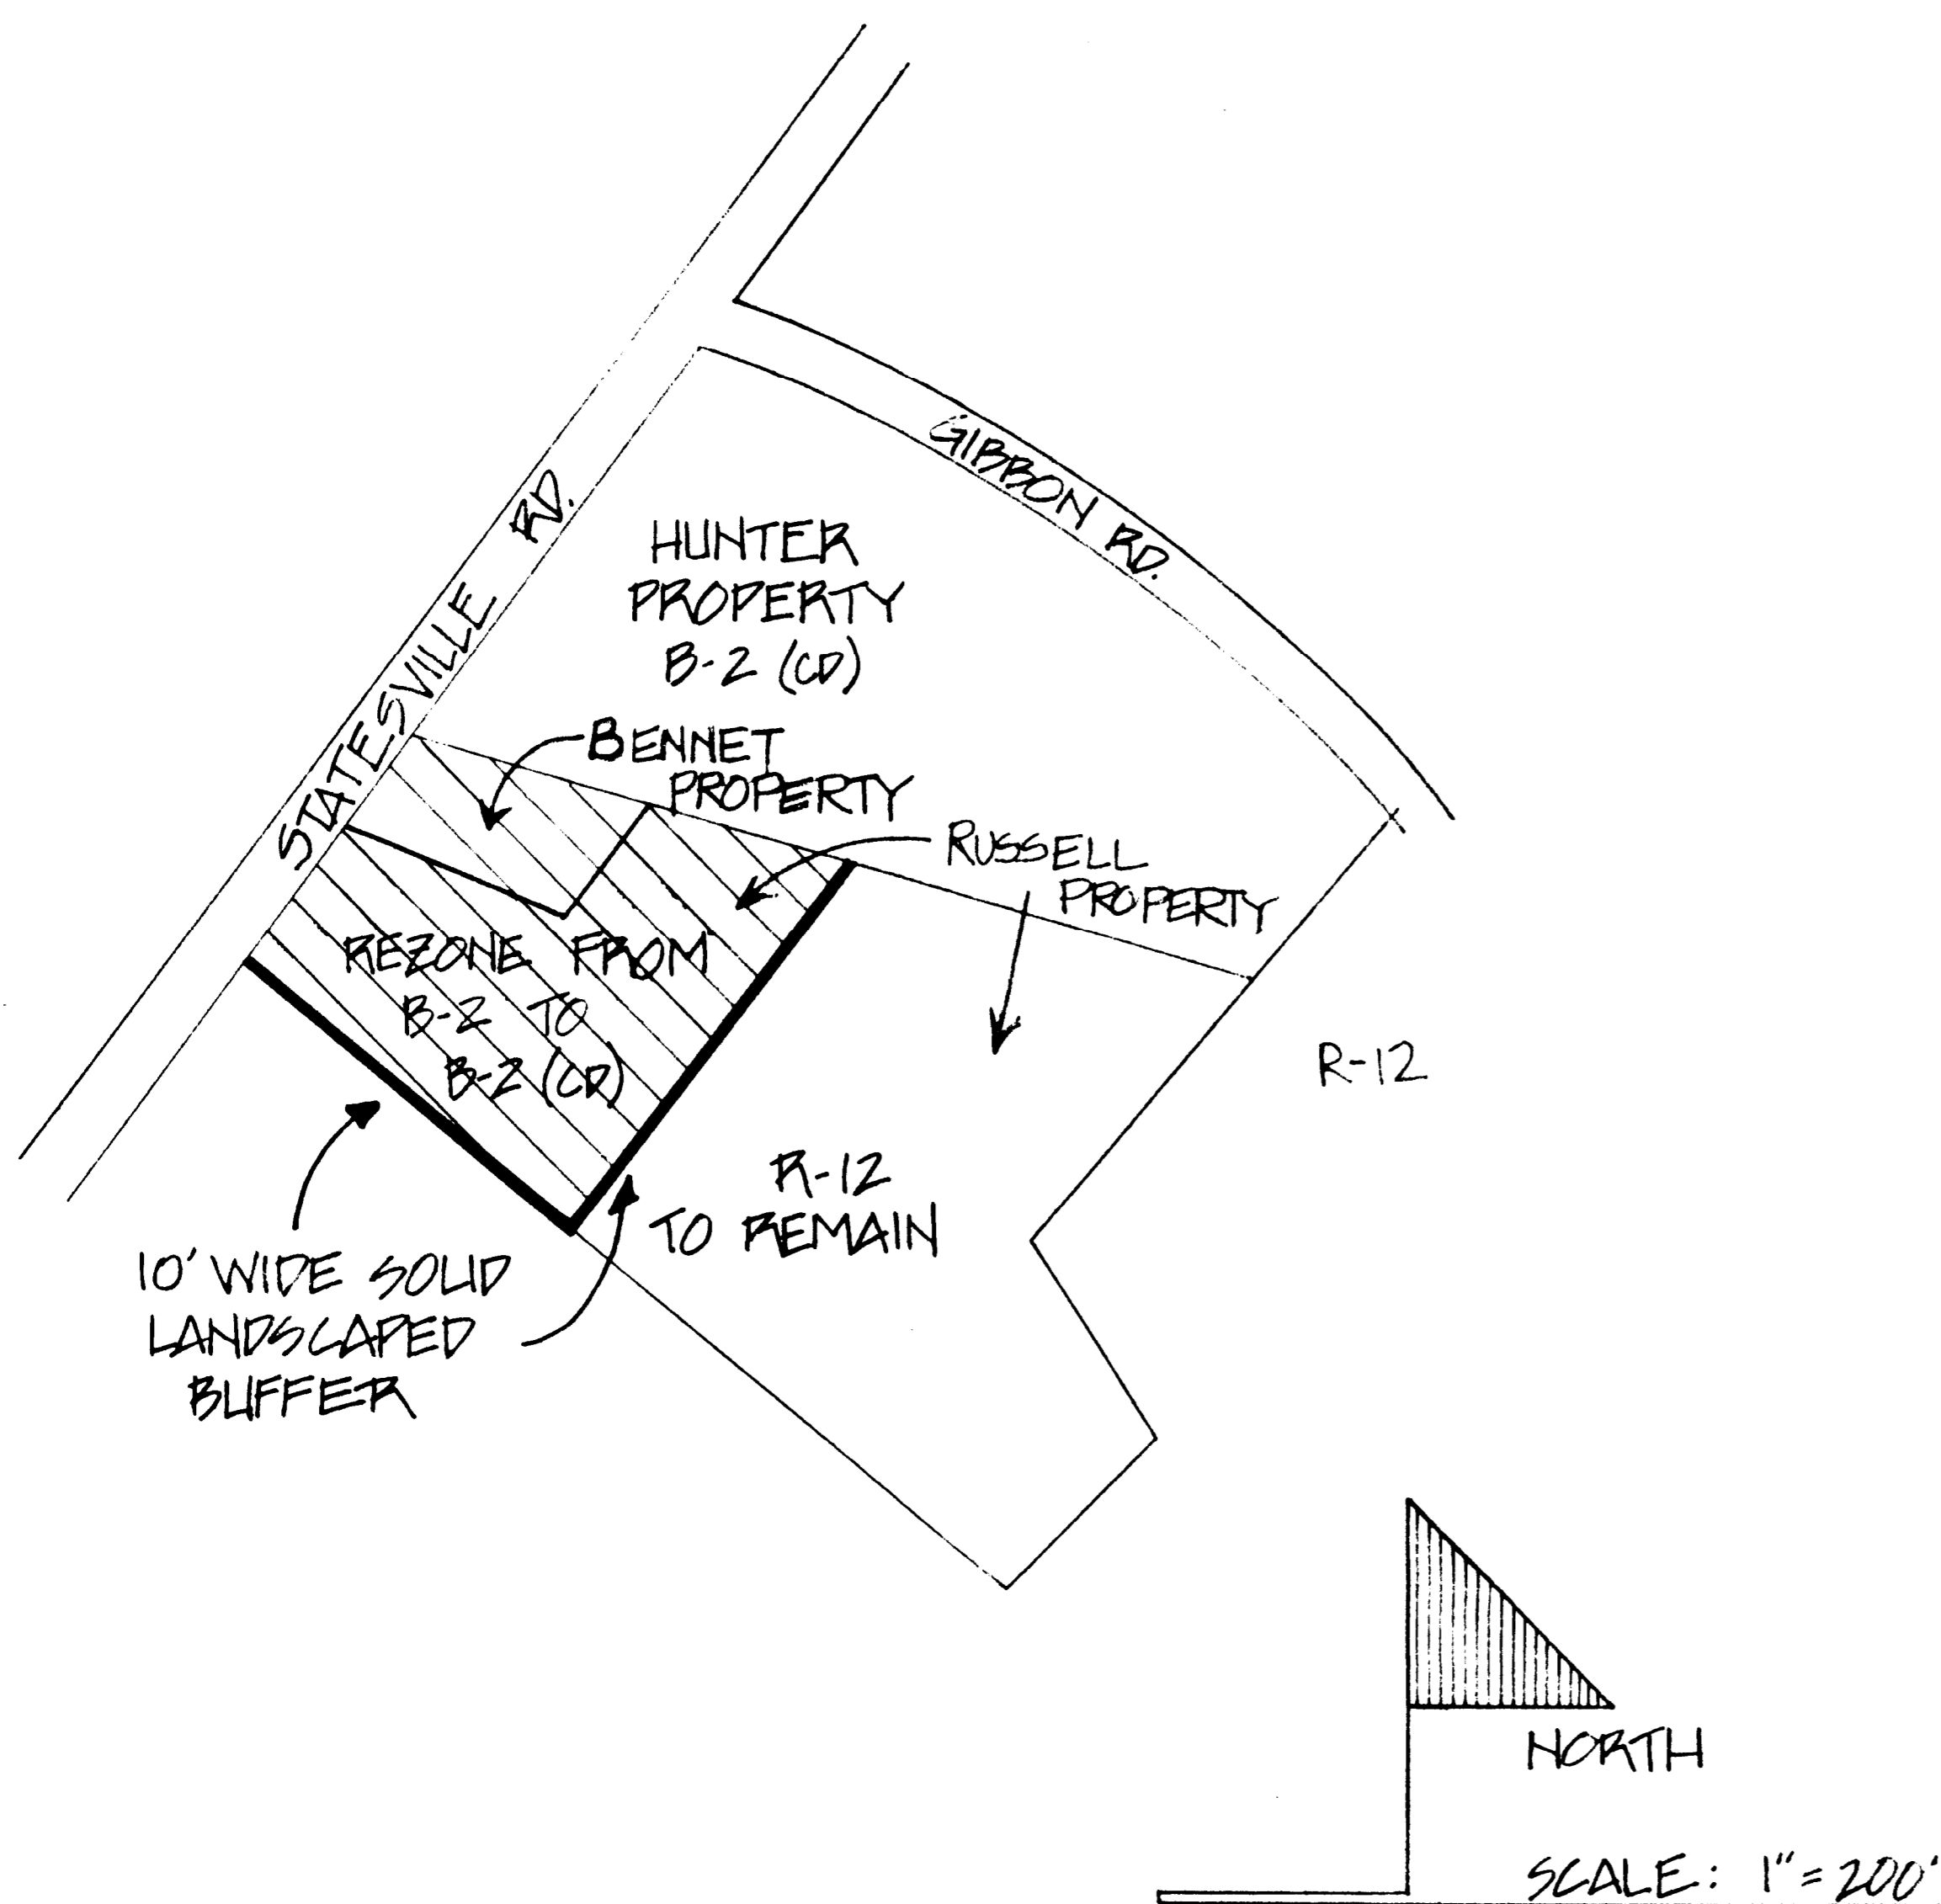 STATESVILLE RD.
GIBBON RD.
HUNTER
PROPERTY
B-2 (CD)
BENNET
PROPERTY
RUSSELL
PROPERTY
REZONE FROM
B-2 TO
B-2 (CD)
R-12
R-12
TO REMAIN
10' WIDE SOLID
LANDSCAPED
BUFFER
NORTH
SCALE: 1"=200'